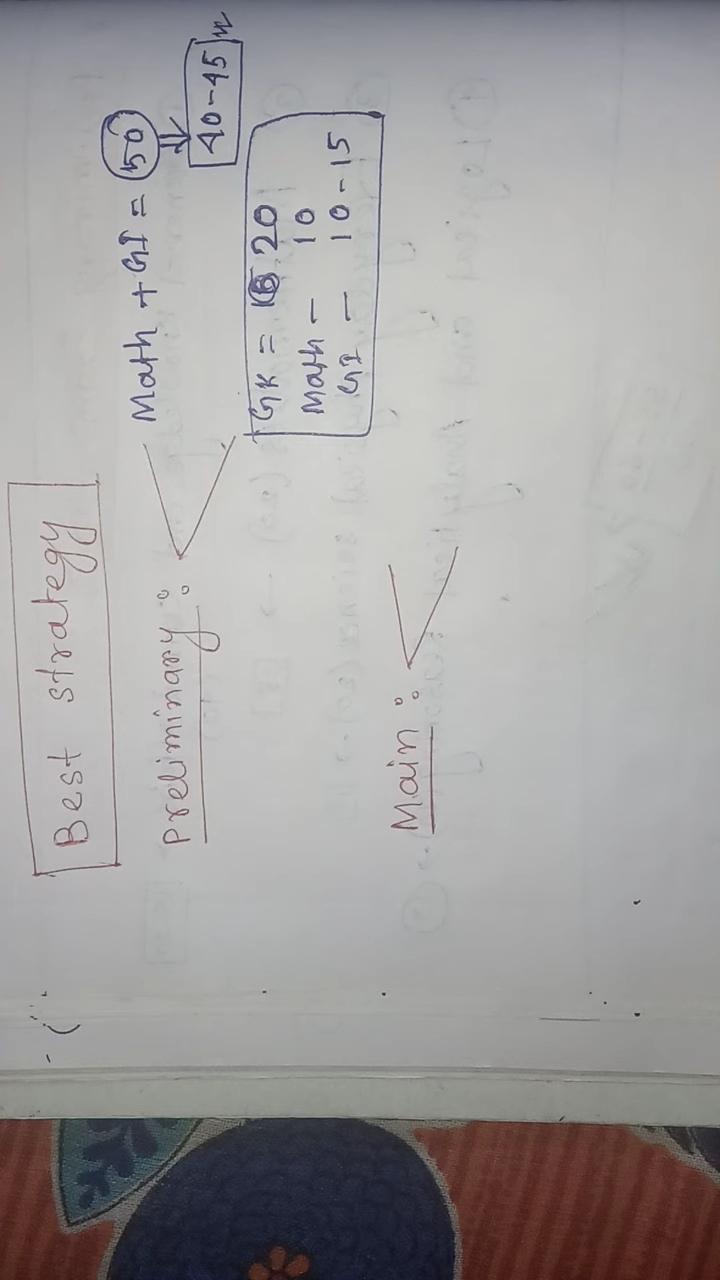 Best strategy
Preliminary :
Math + GI = 50
40-45
GK = 20
Math - 10
GI - 10-15
Main :